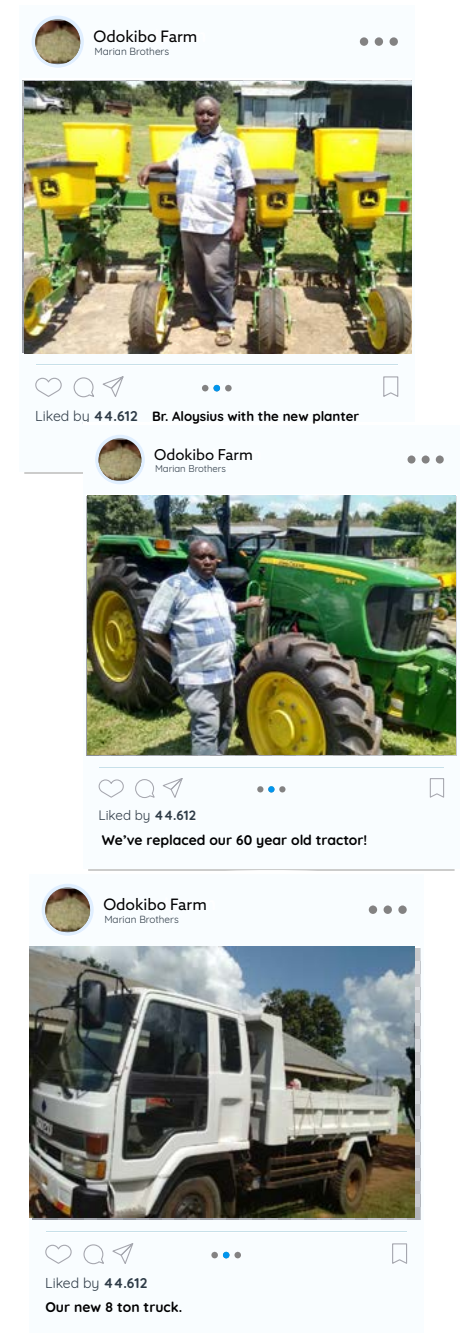 Odokibo Farm
Marian Brothers
Liked by 44.612 Br. Aloysius with the new planter
Odokibo Farm
Marian Brothers
Liked by 44.612
We've replaced our 60 year old tractor!
Odokibo Farm
Marian Brothers
Liked by 44.612
Our new 8 ton truck.